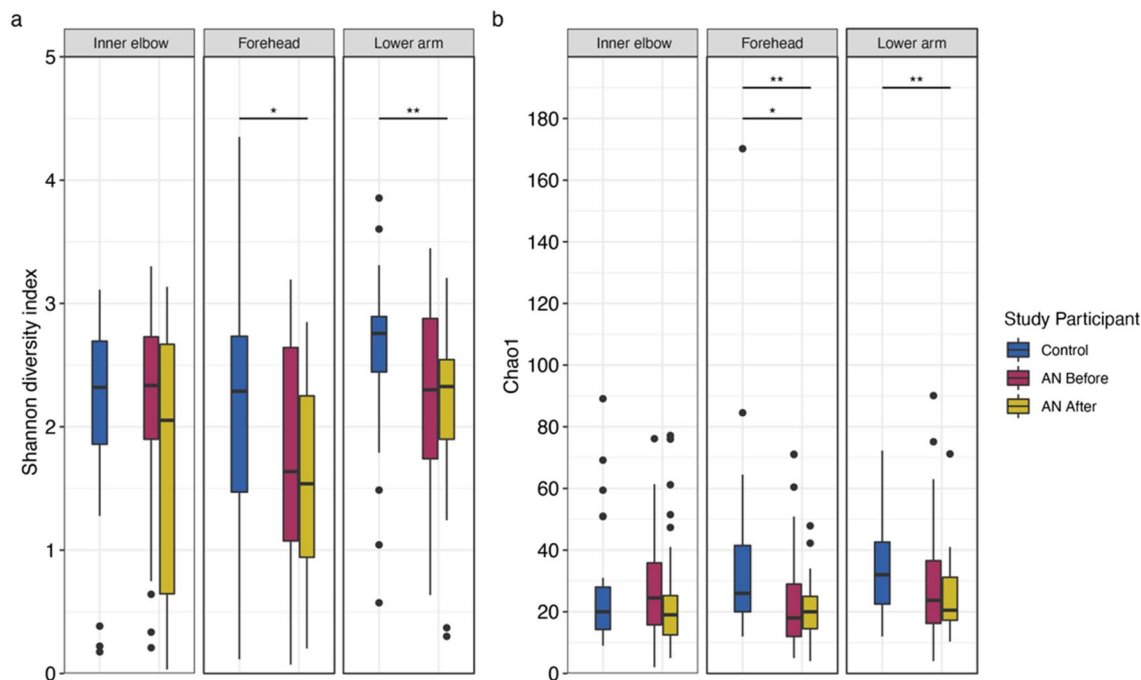 a
Inner elbow
Forehead
Lower arm
5
4
3
2
1
0
Shannon diversity index
*
**
b
Inner elbow
Forehead
Lower arm
180
160
140
120
100
80
60
40
20
0
Chao1
**
*
**
Study Participant
Control
AN Before
AN After